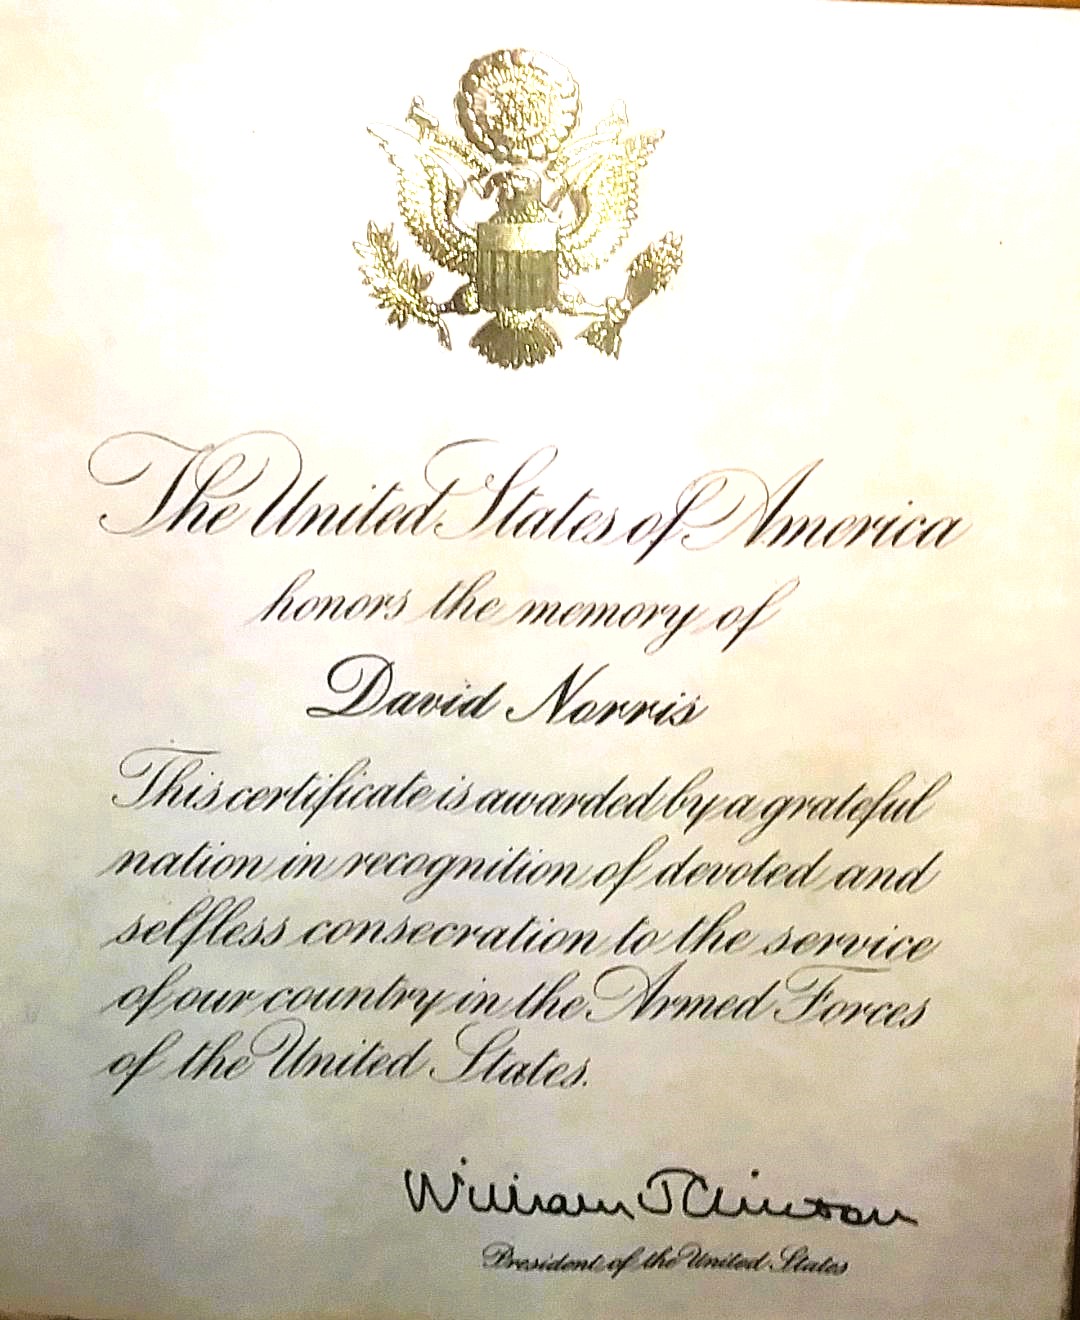 The United States of America
honors the memory of
David Norris
This certificate is awarded by a grateful
nation in recognition of devoted and
selfless consecration to the service
of our country in the Armed Forces
of the United States.
William J Clinton
President of the United States